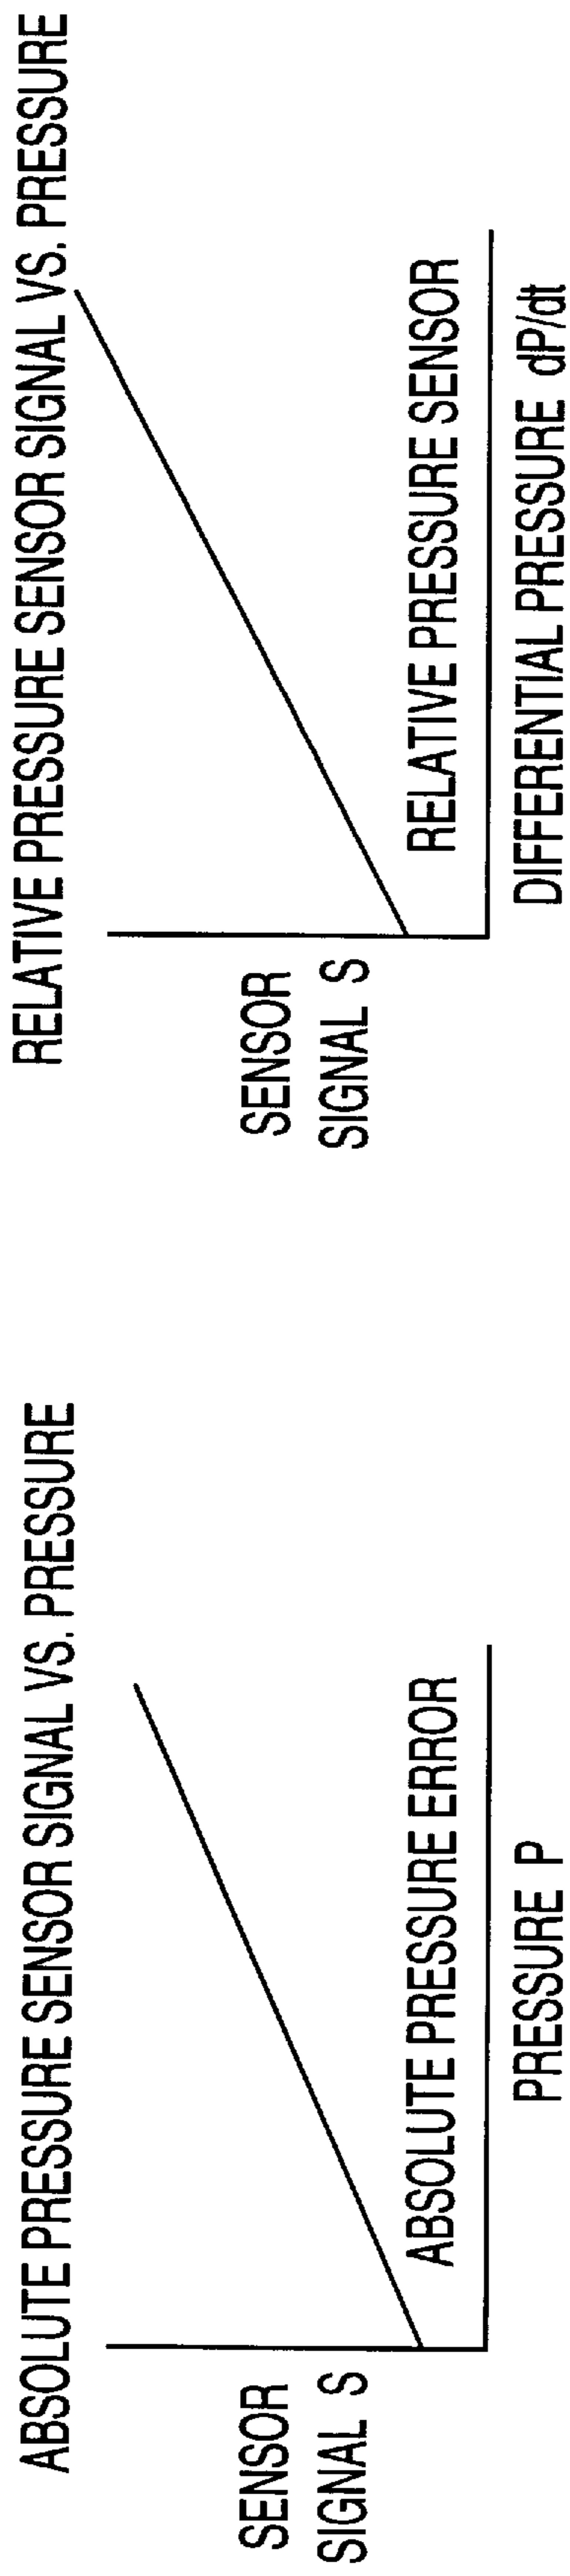 ABSOLUTE PRESSURE SENSOR SIGNAL VS. PRESSURE
SENSOR
SIGNAL S
ABSOLUTE PRESSURE ERROR
PRESSURE P
RELATIVE PRESSURE SENSOR SIGNAL VS. PRESSURE
SENSOR
SIGNAL S
RELATIVE PRESSURE SENSOR
DIFFERENTIAL PRESSURE dP/dt